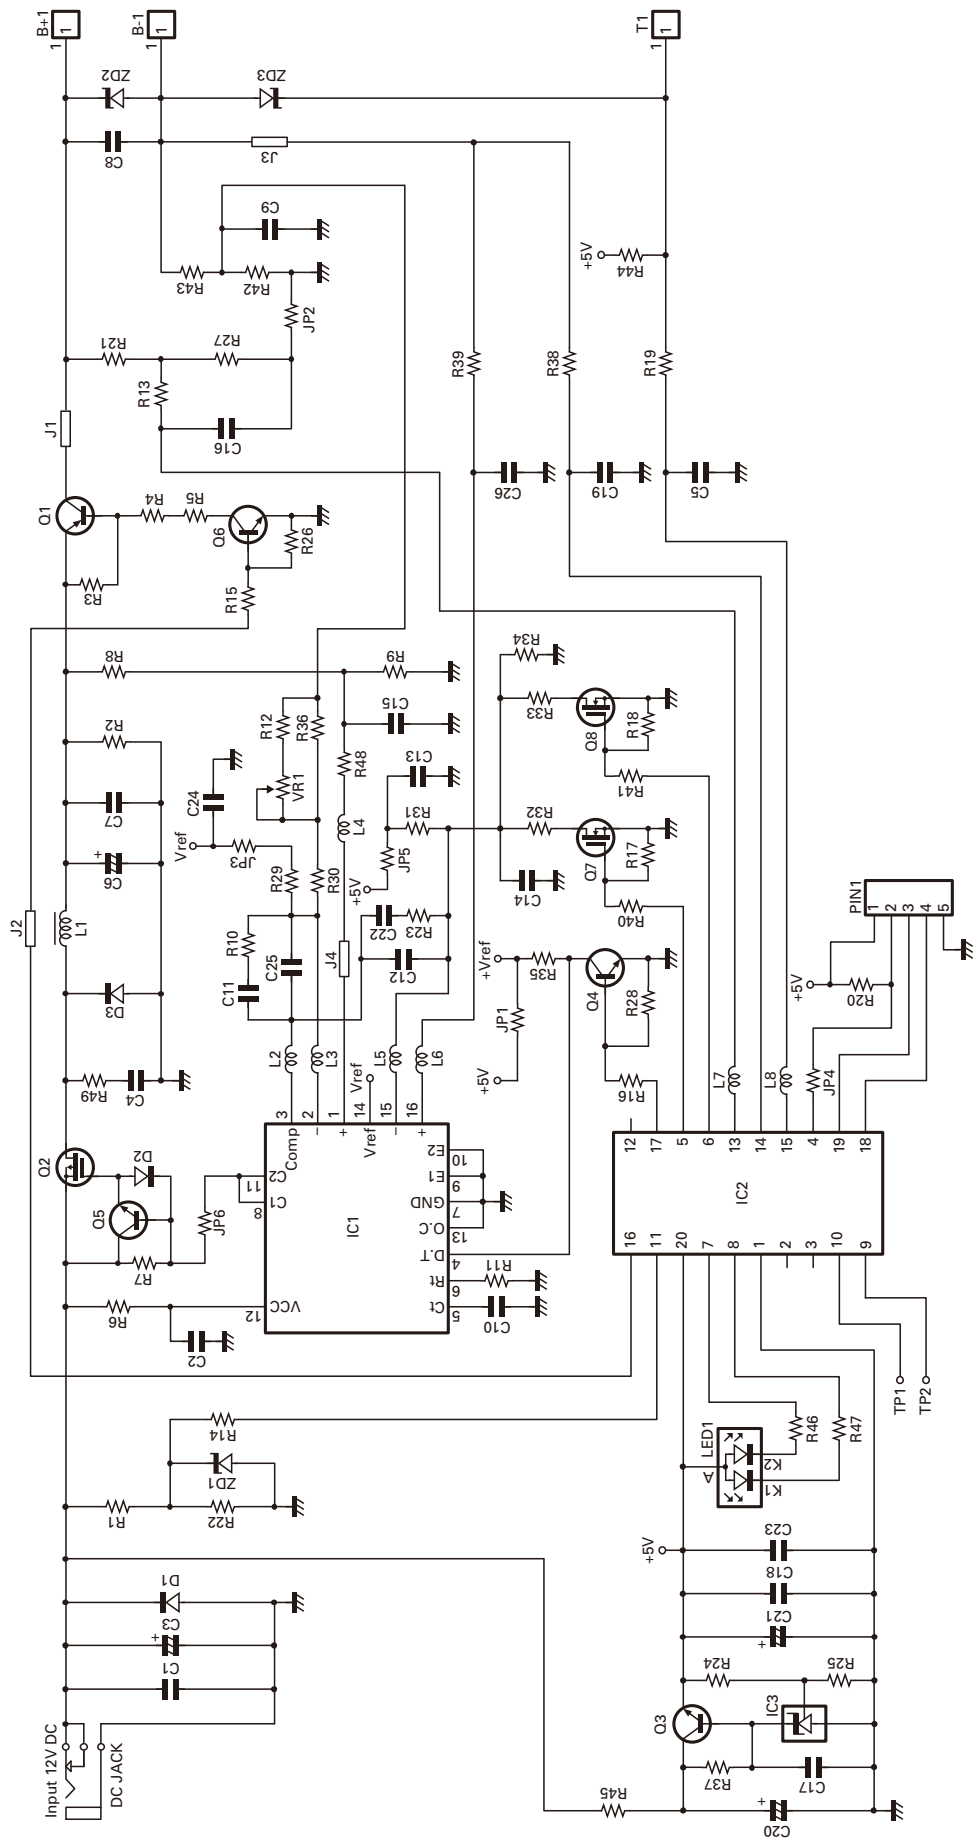 B+1
1
1
B-1
1
1
T1
1
1
ZD2
ZD3
C8
J3
C9
R43
R42
+5V
R44
JP2
R21
R27
R13
R39
R38
R19
J1
C16
C26
C19
C5
Q1
R4
R5
Q6
R26
R3
R15
R8
R9
R34
R2
R12
R36
C15
R33
Q8
R18
C7
C24
VR1
R48
C13
R41
Vref
JP3
L4
R31
R32
+
C6
R29
R30
JP5
+5V
C14
Q7
R17
J2
L1
R10
C25
C22
R23
R40
PIN1
1
2
3
4
5
D3
C11
J4
C12
+Vref
R35
Q4
R28
+5V
R20
R49
C4
L2
L3
L5
L6
JP1
+5V
R16
L7
L8
JP4
3
2
1
14
15
16
Vref
Comp
–
+
Vref
–
+
Q2
D2
Q5
R7
JP6
11
8
C2
C1
IC1
E2
10
E1
9
GND
7
O.C
13
D.T
4
Rt
6
Ct
5
VCC
12
R6
C2
R11
C10
12
17
5
6
13
14
15
4
19
18
IC2
16
11
20
7
8
1
2
3
10
9
TP1
TP2
R14
ZD1
R1
R22
LED1
A
K2
K1
R46
R47
D1
+
C3
C1
+5V
C23
C18
+
C21
R24
R25
Q3
IC3
Input 12V DC
DC JACK
R37
C17
R45
+
C20